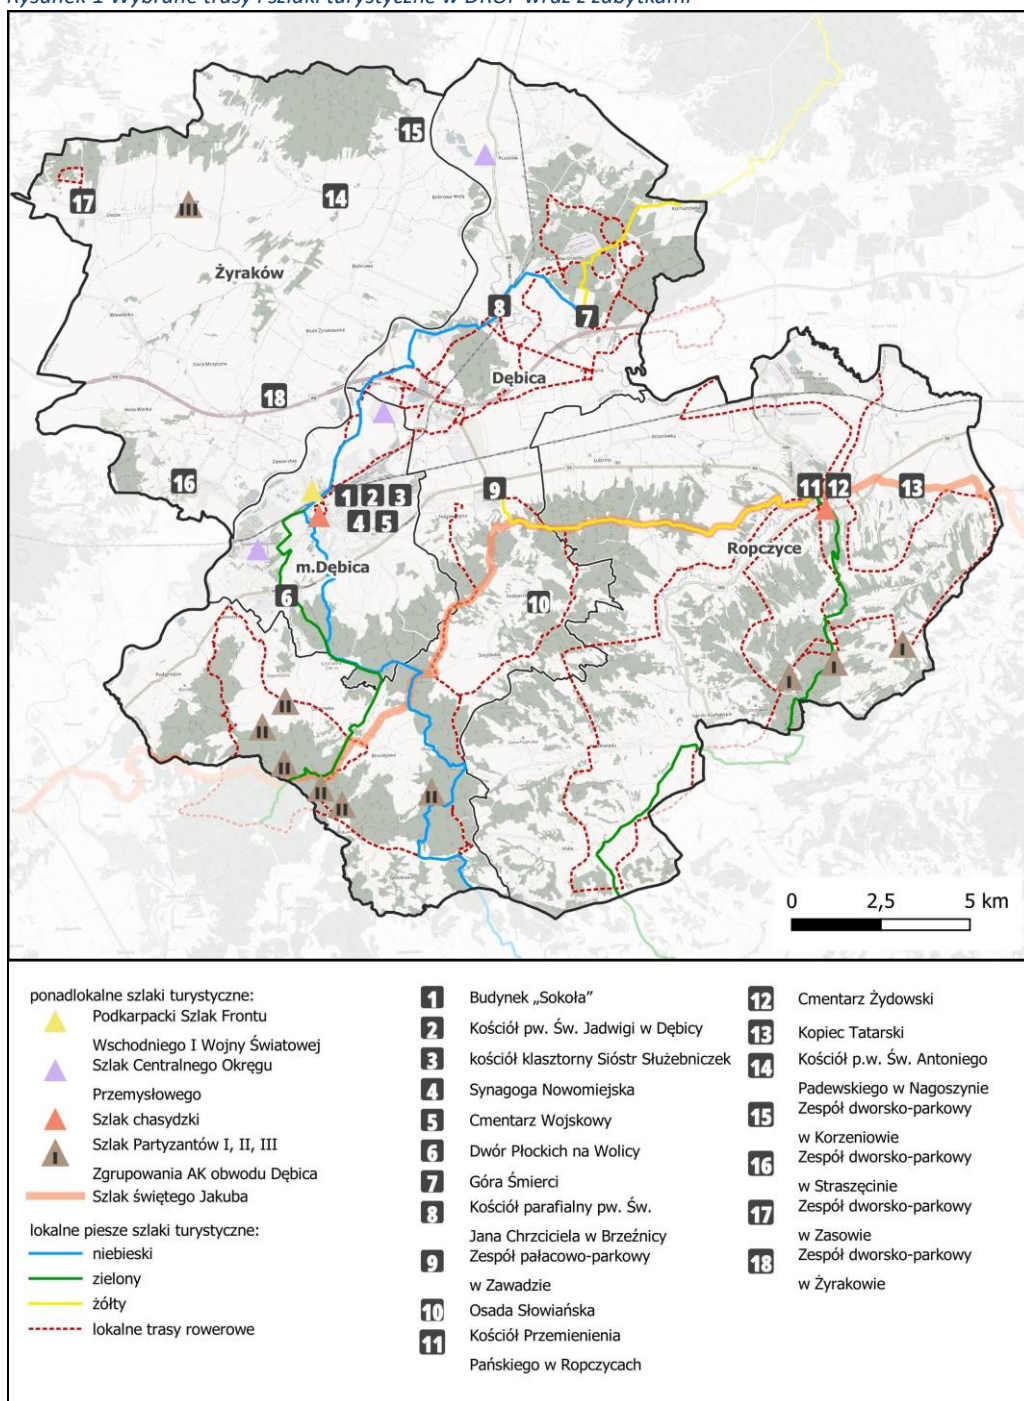 Rysunek 1 Wybrane trasy i szlaki turystyczne w DROF wraz z zabytkami
15
17
III
14
Żyraków
8
7
Dębica
18
16
1 2 3
4 5
9
11 12
13
Ropczyce
m.Dębica
6
10
I
I
I
II
II
II
II
II
II
0 2,5 5 km
ponadlokalne szlaki turystyczne:
Podkarpacki Szlak Frontu
Wschodniego I Wojny Światowej
Szlak Centralnego Okręgu
Przemysłowego
Szlak chasydzki
Szlak Partyzantów I, II, III
I
Zgrupowania AK obwodu Dębica
Szlak świętego Jakuba
lokalne piesze szlaki turystyczne:
niebieski
zielony
żółty
lokalne trasy rowerowe
1 Budynek „Sokoła”
2 Kościół pw. Św. Jadwigi w Dębicy
3 kościół klasztorny Sióstr Służebniczek
4 Synagoga Nowomiejska
5 Cmentarz Wojskowy
6 Dwór Płockich na Wolicy
7 Góra Śmierci
8 Kościół parafialny pw. Św.
Jana Chrzciciela w Brzeźnicy
9 Zespół pałacowo-parkowy
w Zawadzie
10 Osada Słowiańska
11 Kościół Przemienienia
Pańskiego w Ropczycach
12 Cmentarz Żydowski
13 Kopiec Tatarski
14 Kościół p.w. Św. Antoniego
Padewskiego w Nagoszynie
15 Zespół dworsko-parkowy
w Korzeniowie
16 Zespół dworsko-parkowy
w Straszęcinie
17 Zespół dworsko-parkowy
w Zasowie
18 Zespół dworsko-parkowy
w Żyrakowie